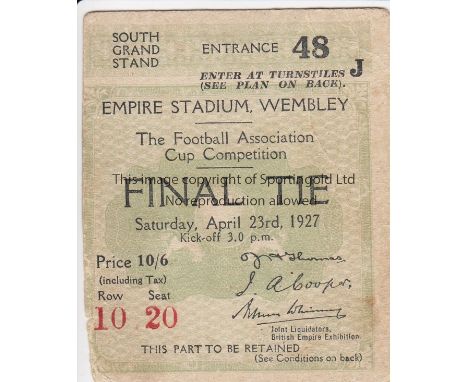 SOUTH GRAND STAND
ENTRANCE 48
ENTER AT TURNSTILES J
(SEE PLAN ON BACK).
EMPIRE STADIUM, WEMBLEY
The Football Association
Cup Competition
This image copyright of Sportingold Ltd
FINAL TIE
No reproduction allowed
Saturday, April 23rd, 1927
Kick-off 3.0 p.m.
Price 10/6
(including Tax)
Row Seat
10 20
J. A. Cooper
Joint Liquidators,
British Empire Exhibition.
THIS PART TO BE RETAINED
(See Conditions on back)